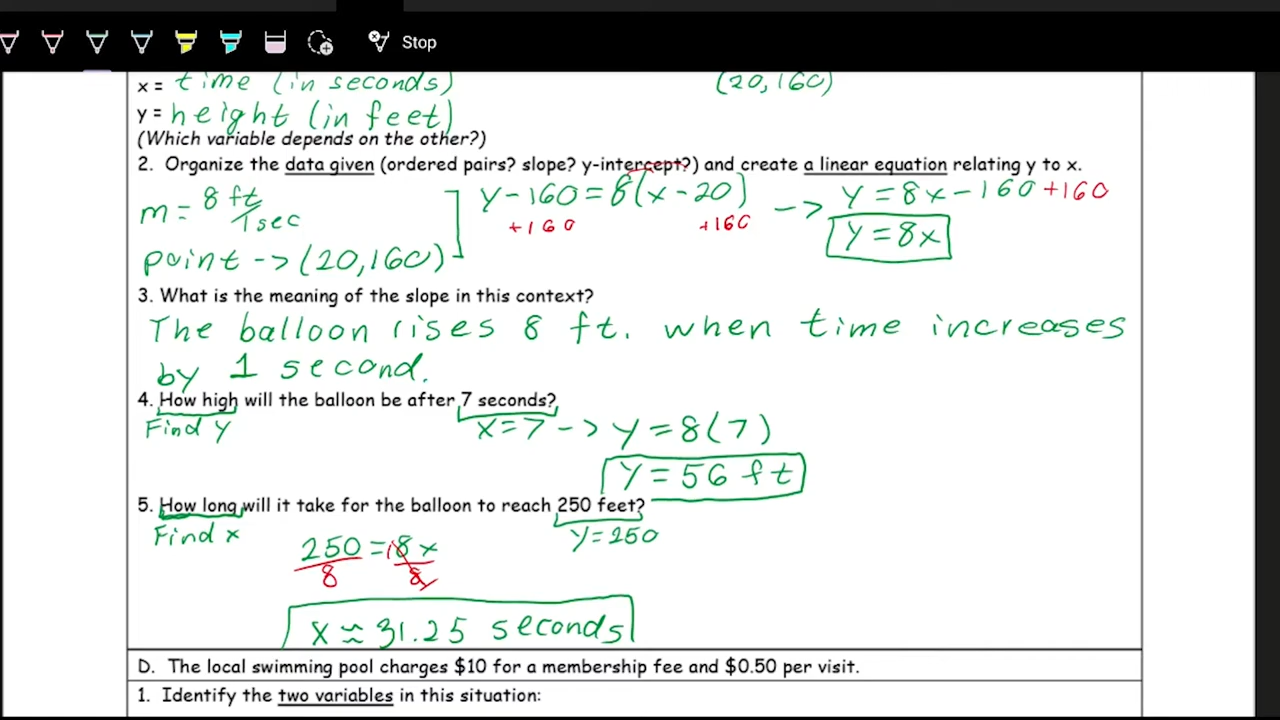 Stop
x = time (in seconds) (20,160)
y = height (in feet)
(Which variable depends on the other?)
2. Organize the data given (ordered pairs? slope? y-intercept?) and create a linear equation relating y to x.
m = 8 ft/1sec y-160=8(x-20) -> y=8x-160+160
+160 +160 y=8x
point -> (20,160)
3. What is the meaning of the slope in this context?
The balloon rises 8 ft. when time increases
by 1 second.
4. How high will the balloon be after 7 seconds?
Find y x=7 -> y=8(7)
y=56 ft
5. How long will it take for the balloon to reach 250 feet?
Find x y=250
250=8x
8 8
x≈31.25 seconds
D. The local swimming pool charges $10 for a membership fee and $0.50 per visit.
1. Identify the two variables in this situation: